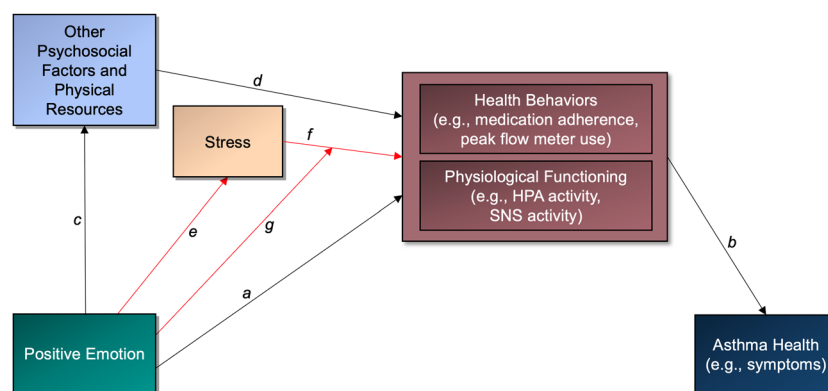 Other
Psychosocial
Factors and
Physical
Resources
d
Health Behaviors
(e.g., medication adherence,
peak flow meter use)
Stress
f
Physiological Functioning
(e.g., HPA activity,
SNS activity)
c
e
g
a
b
Positive Emotion
Asthma Health
(e.g., symptoms)